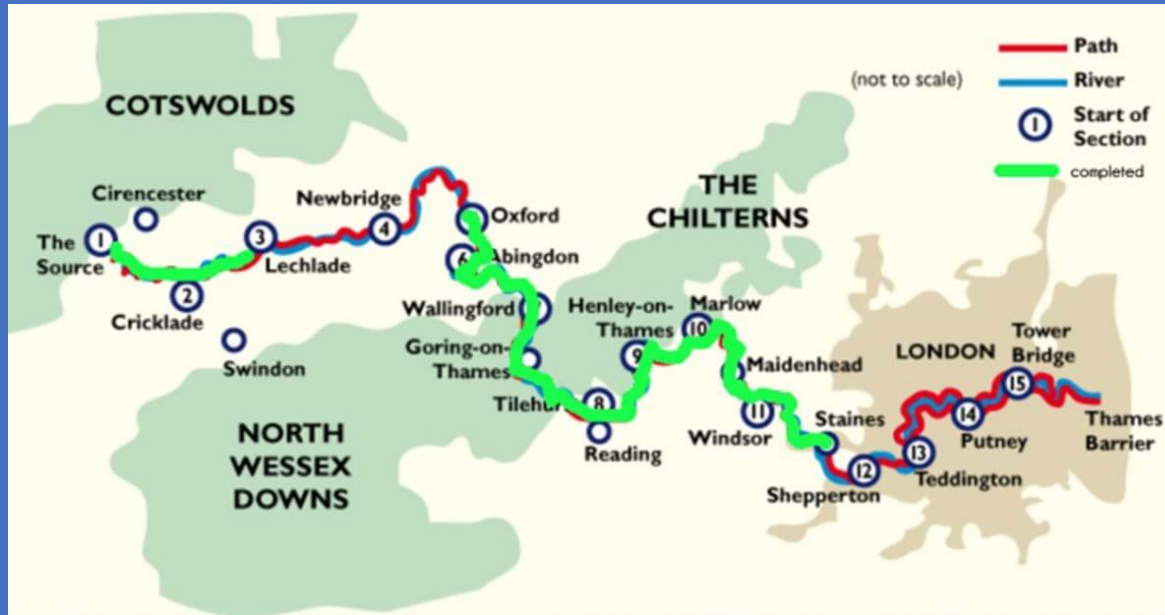 Path
(not to scale)
River
Start of
Section
1
completed
COTSWOLDS
THE
CHILTERNS
Cirencester
Newbridge
Oxford
1
3
4
The
Source
Lechlade
6
Abingdon
2
Cricklade
Wallingford
Henley-on-
Thames
Marlow
10
Swindon
Goring-on-
Thames
9
Maidenhead
LONDON
Tower
Bridge
15
8
11
Staines
14
Thames
Barrier
NORTH
WESSEX
DOWNS
Reading
Windsor
Putney
13
12
Shepperton
Teddington